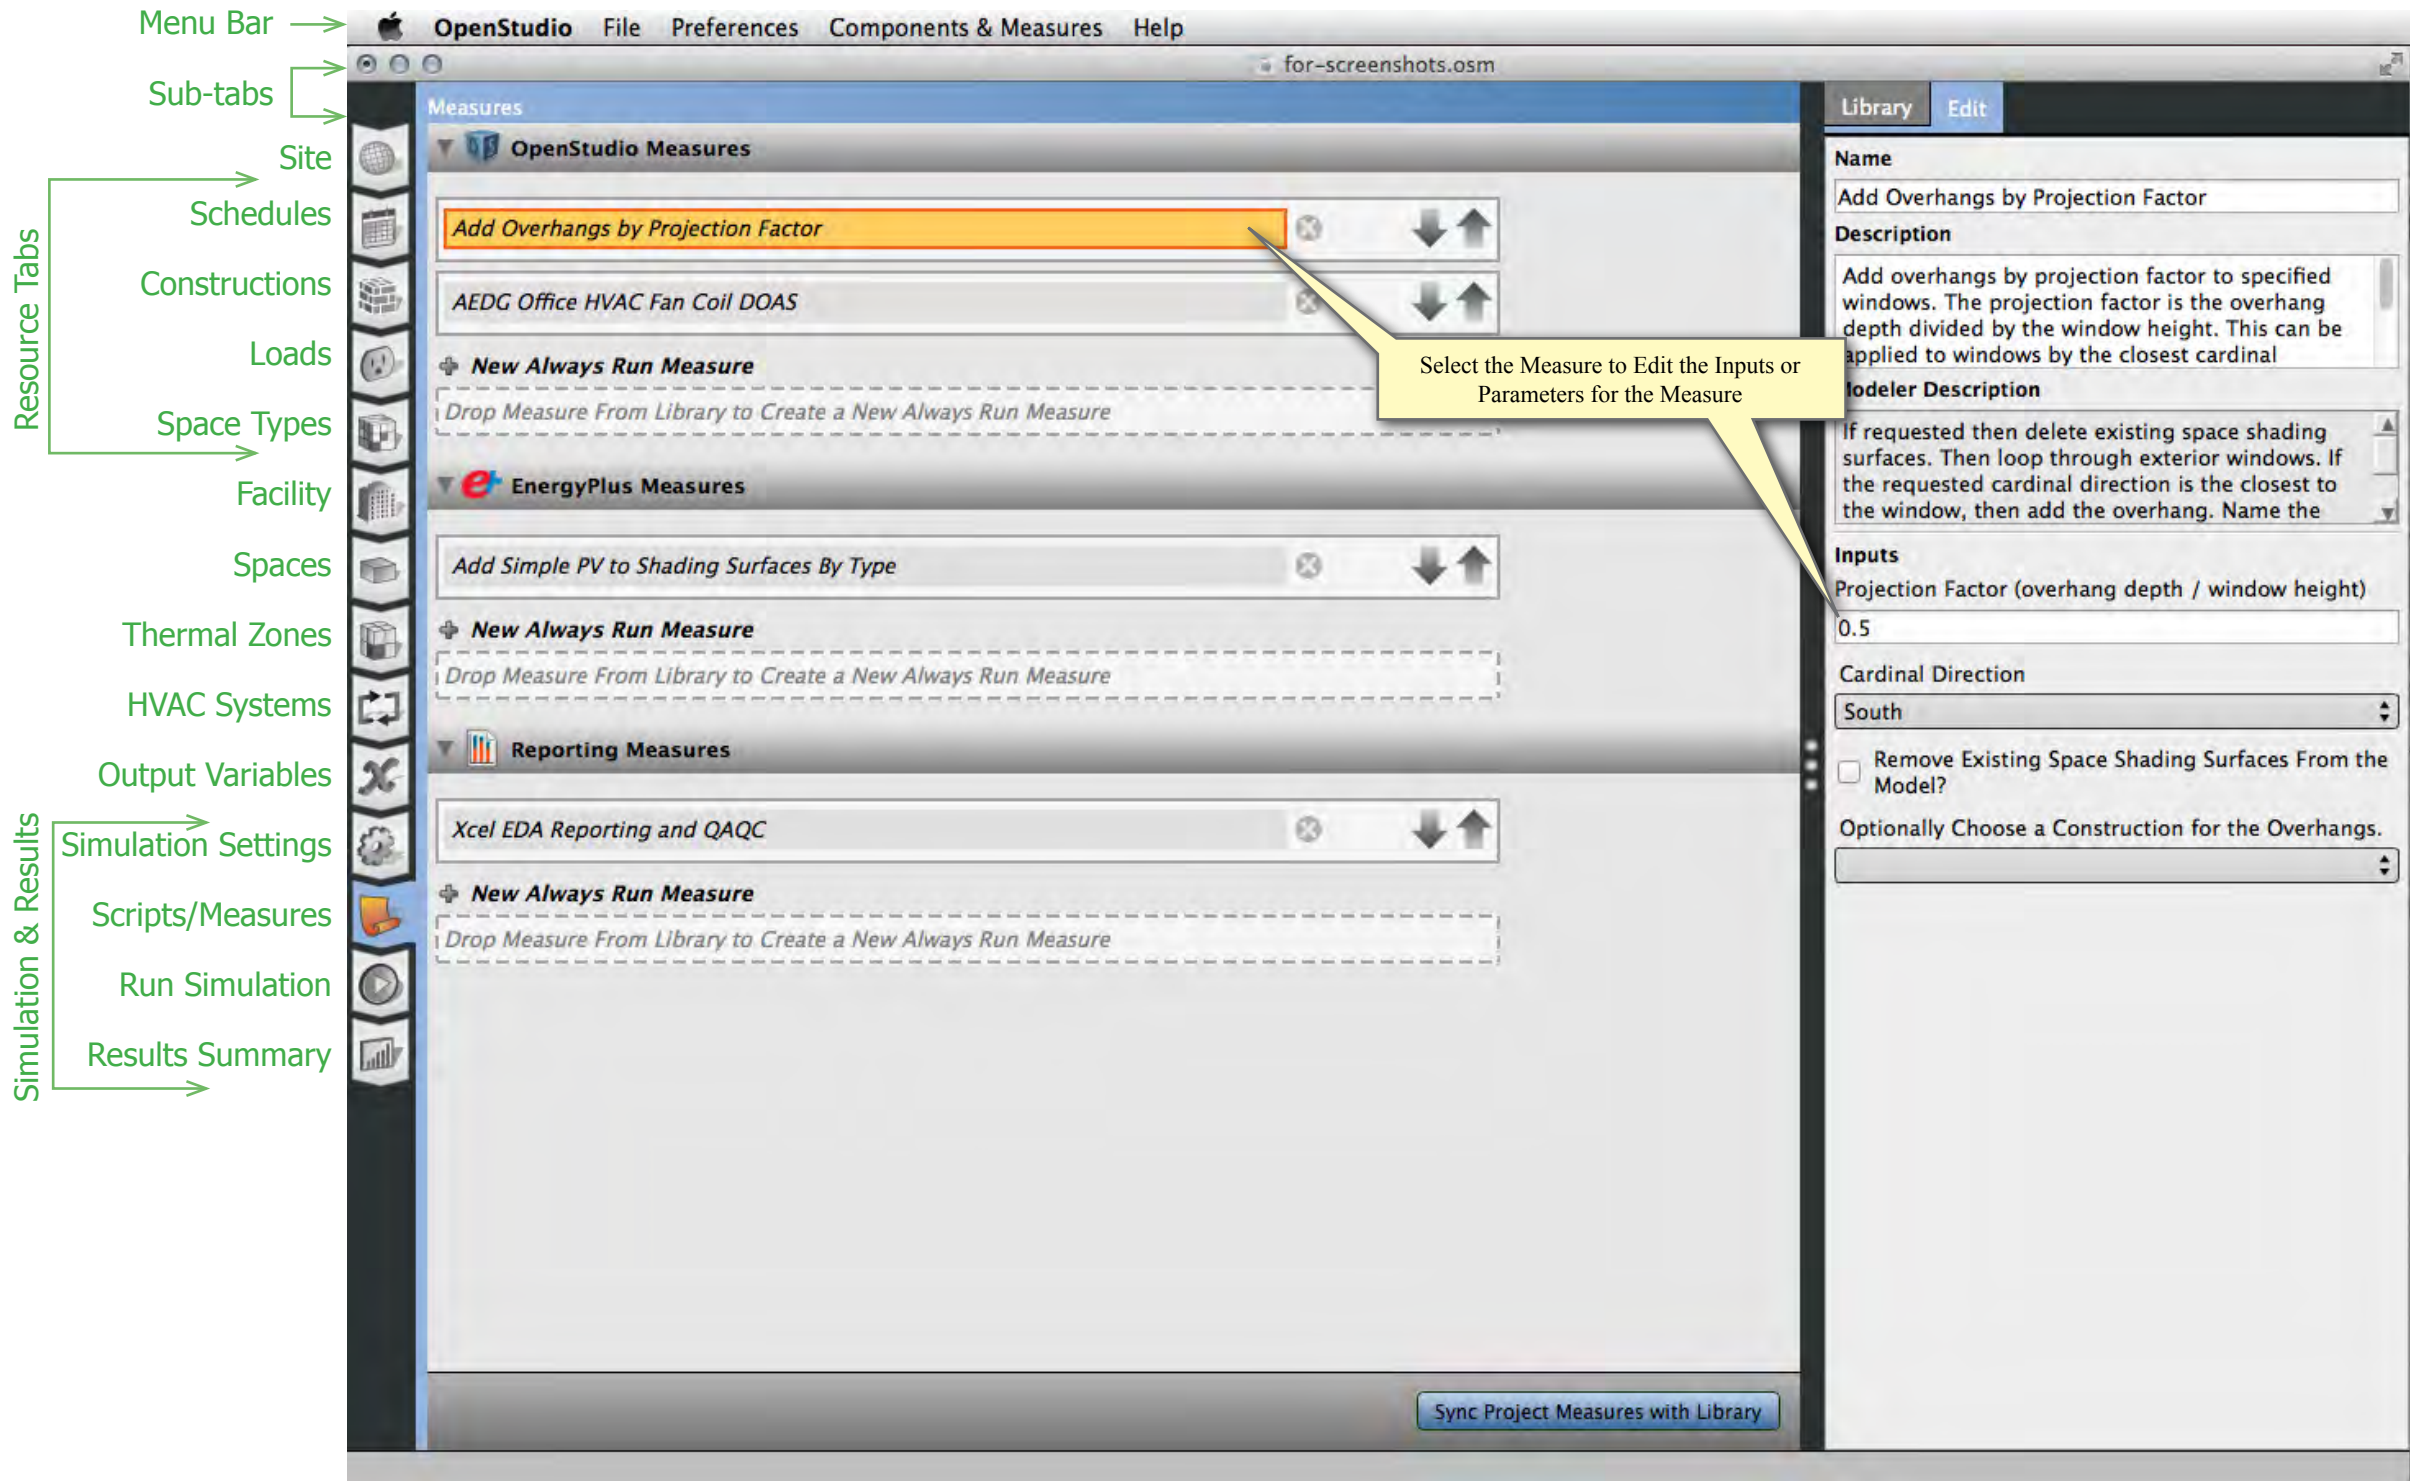 Menu Bar
OpenStudio File Preferences Components & Measures Help
Sub-tabs
for-screenshots.osm
Measures
Library Edit
Resource Tabs
Site
Schedules
Constructions
Loads
Space Types
Facility
Spaces
Thermal Zones
HVAC Systems
Output Variables
Simulation & Results
Simulation Settings
Scripts/Measures
Run Simulation
Results Summary
OpenStudio Measures
Add Overhangs by Projection Factor
AEDG Office HVAC Fan Coil DOAS
New Always Run Measure
Drop Measure From Library to Create a New Always Run Measure
EnergyPlus Measures
Add Simple PV to Shading Surfaces By Type
New Always Run Measure
Drop Measure From Library to Create a New Always Run Measure
Reporting Measures
Xcel EDA Reporting and QAQC
New Always Run Measure
Drop Measure From Library to Create a New Always Run Measure
Sync Project Measures with Library
Select the Measure to Edit the Inputs or
Parameters for the Measure
Name
Add Overhangs by Projection Factor
Description
Add overhangs by projection factor to specified
windows. The projection factor is the overhang
depth divided by the window height. This can be
applied to windows by the closest cardinal
Modeler Description
If requested then delete existing space shading
surfaces. Then loop through exterior windows. If
the requested cardinal direction is the closest to
the window, then add the overhang. Name the
Inputs
Projection Factor (overhang depth / window height)
0.5
Cardinal Direction
South
Remove Existing Space Shading Surfaces From the
Model?
Optionally Choose a Construction for the Overhangs.